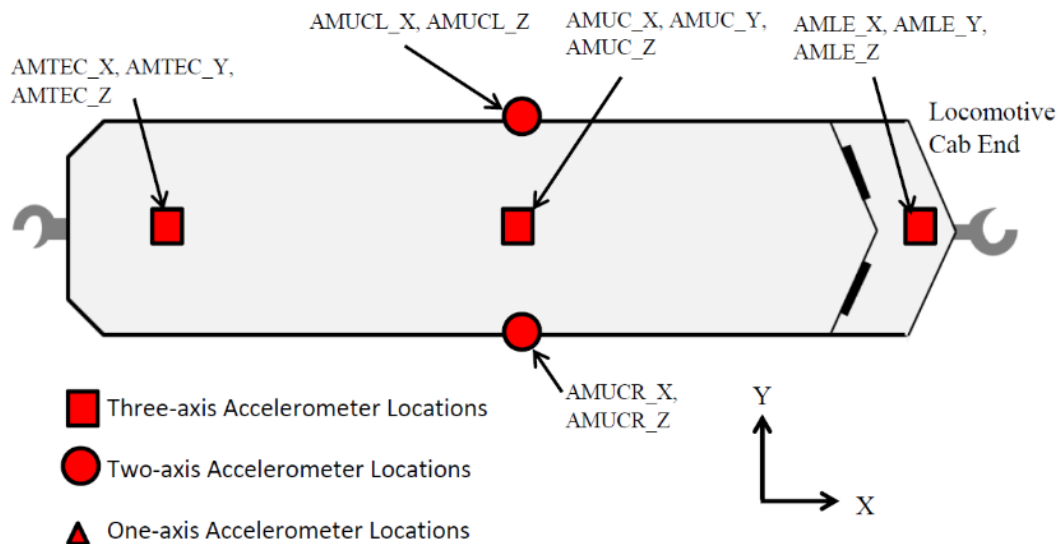 AMUCL_X, AMUCL_Z
AMUC_X, AMUC_Y,
AMUC_Z
AMLE_X, AMLE_Y,
AMLE_Z
AMTEC_X, AMTEC_Y,
AMTEC_Z
Locomotive
Cab End
AMUCR_X,
AMUCR_Z
Three-axis Accelerometer Locations
Two-axis Accelerometer Locations
One-axis Accelerometer Locations
Y
X